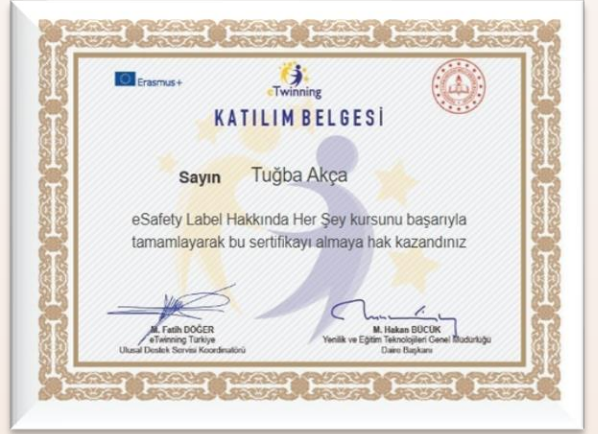 Erasmus+
eTwinning
KATILIM BELGESİ
Sayın Tuğba Akça
eSafety Label Hakkında Her Şey kursunu başarıyla
tamamlayarak bu sertifikayı almaya hak kazandınız
M. Fatih DÖĞER
eTwinning Türkiye
Ulusal Destek Servisi Koordinatörü
M. Hakan BÜCÜK
Yenilik ve Eğitim Teknolojileri Genel Müdürlüğü
Daire Başkanı